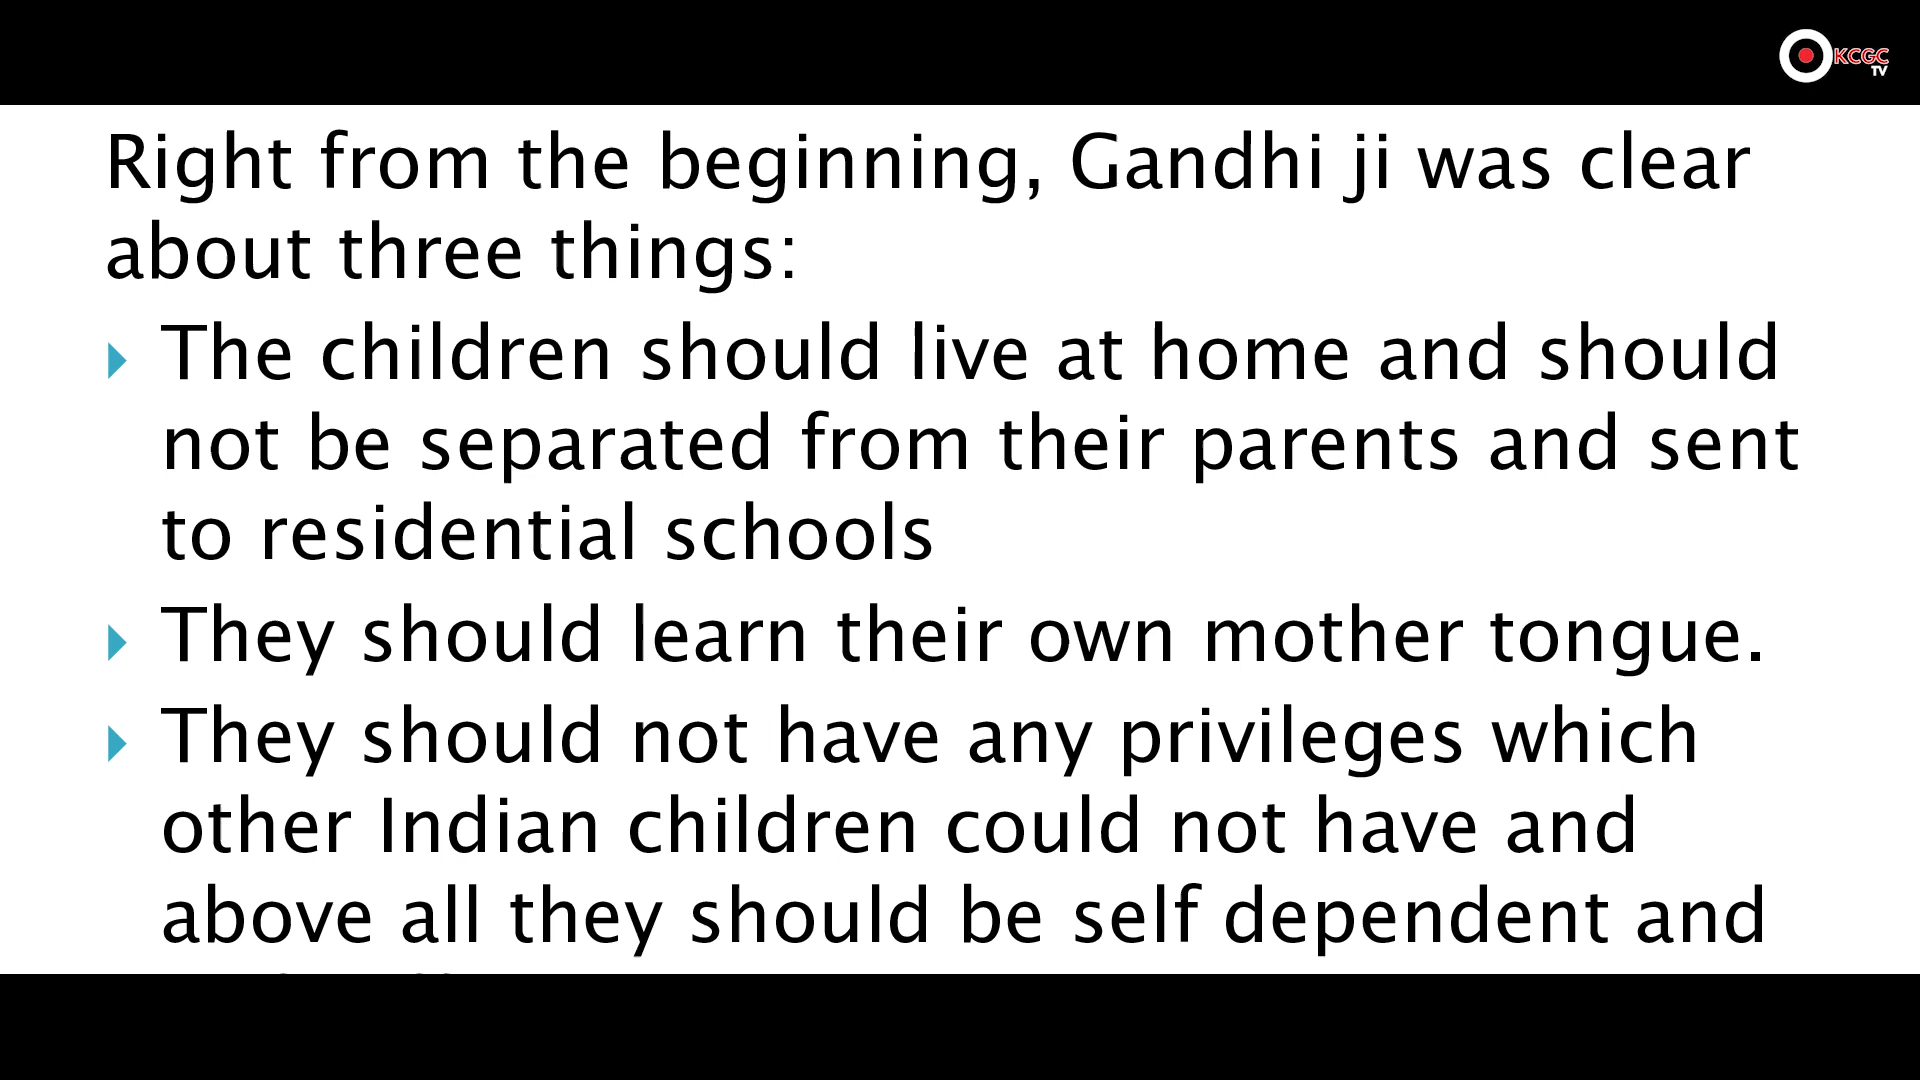 KCGC
TV
Right from the beginning, Gandhi ji was clear
about three things:
The children should live at home and should
not be separated from their parents and sent
to residential schools
They should learn their own mother tongue.
They should not have any privileges which
other Indian children could not have and
above all they should be self dependent and